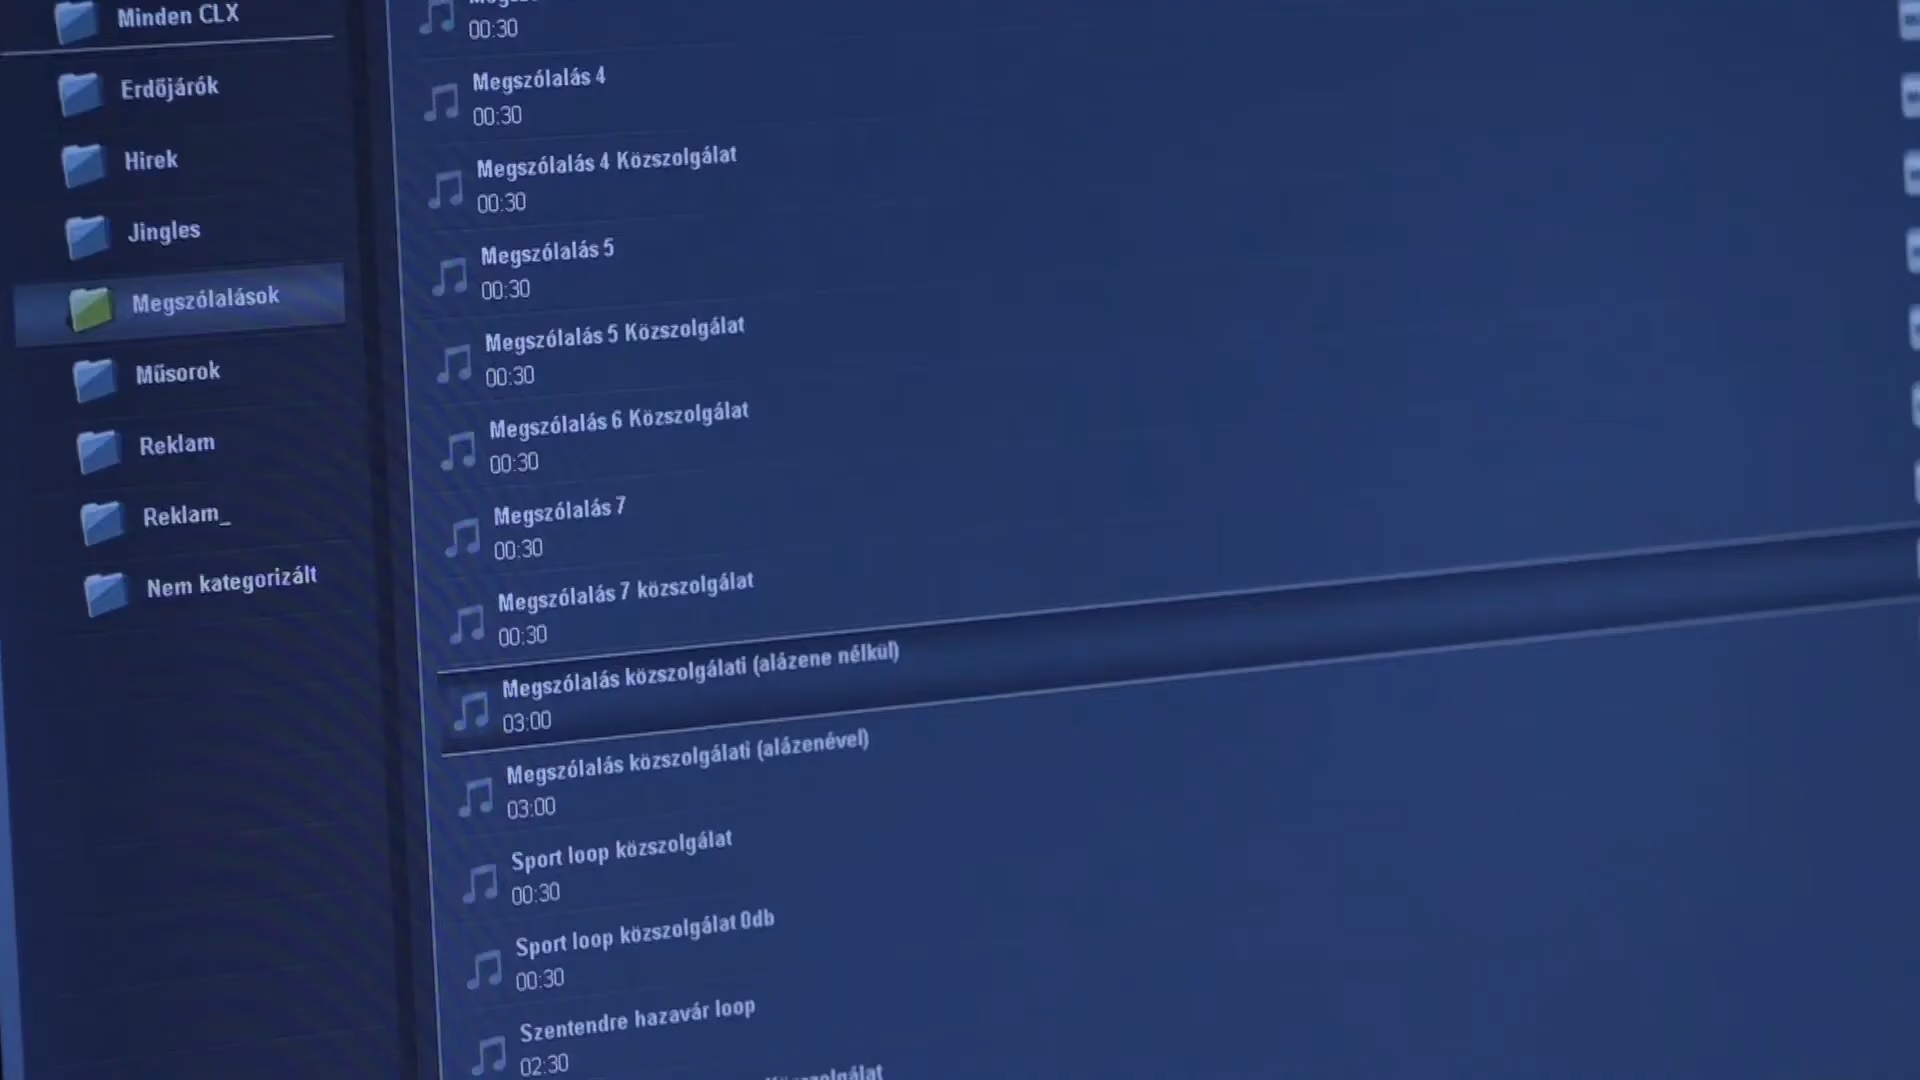 Minden CLX
Erdőjárók
Hirek
Jingles
Megszólalások
Műsorok
Reklam
Reklam_
Nem kategorizált
00:30
Megszólalás 4
00:30
Megszólalás 4 Közszolgálat
00:30
Megszólalás 5
00:30
Megszólalás 5 Közszolgálat
00:30
Megszólalás 6 Közszolgálat
00:30
Megszólalás 7
00:30
Megszólalás 7 közszolgálat
00:30
Megszólalás közszolgálati (alázene nélkül)
03:00
Megszólalás közszolgálati (alázenével)
03:00
Sport loop közszolgálat
00:30
Sport loop közszolgálat 0db
00:30
Szentendre hazavár loop
02:30